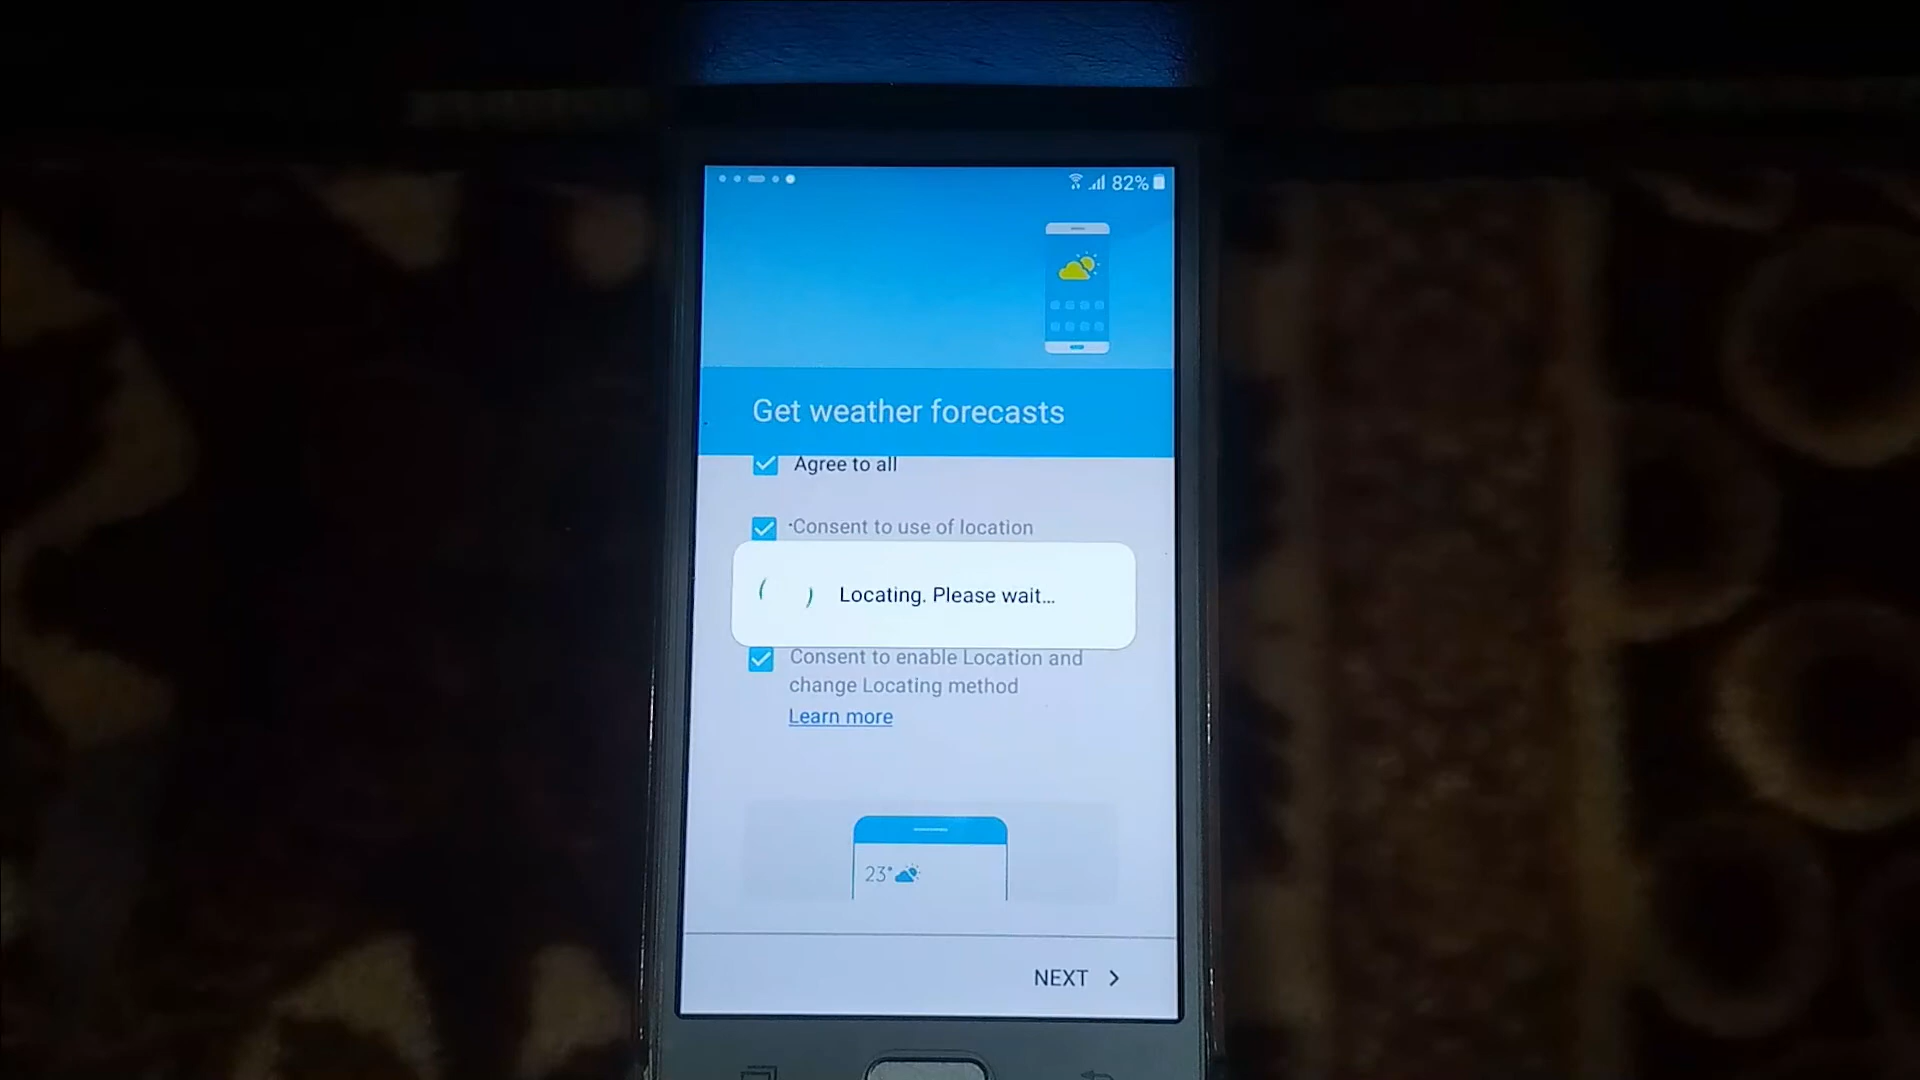 82%
Get weather forecasts
Agree to all
Consent to use of location
Locating. Please wait...
Consent to enable Location and
change Locating method
Learn more
23°
NEXT >